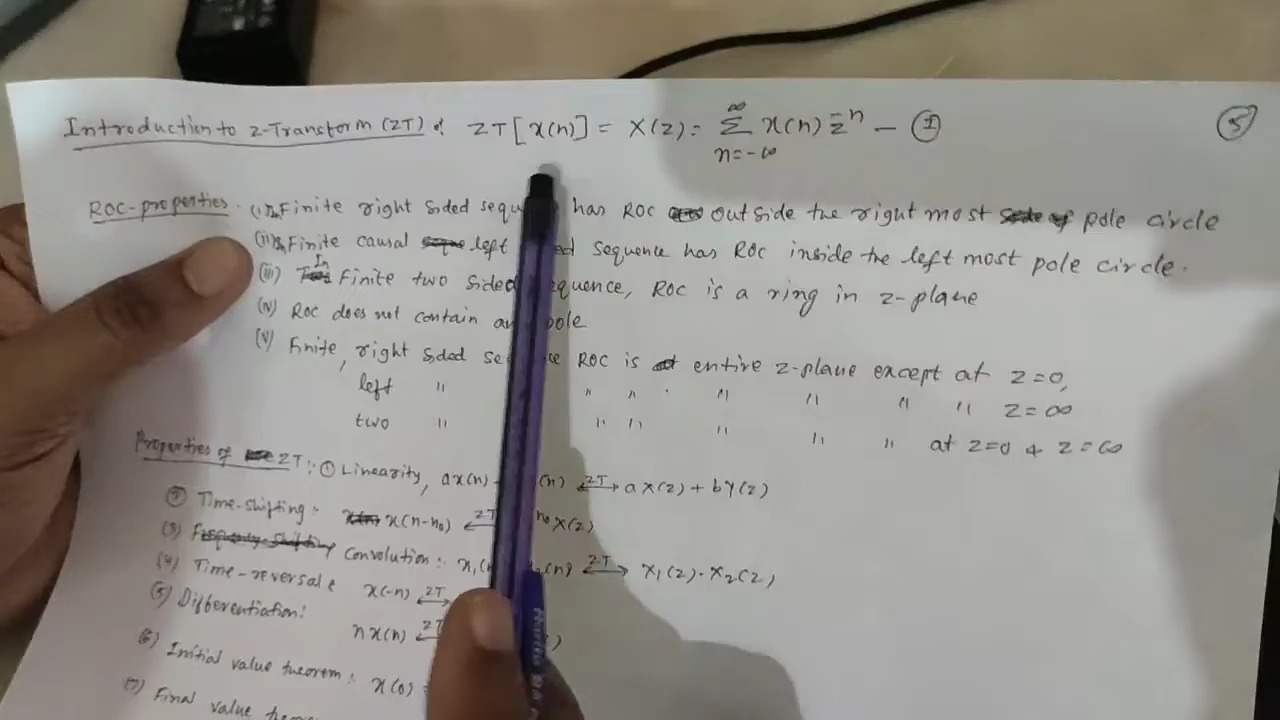 Introduction to Z-Transform (ZT) : ZT[x(n)] = X(z) = ∑ x(n) z⁻ⁿ — ①
n=-∞ ∞
⑤
ROC-properties. (i) Finite right sided has ROC outside the right most pole circle
(ii) Finite causal left sequence has ROC inside the left most pole circle.
(iii) In Finite two sided sequence, ROC is a ring in z-plane
(iv) ROC does not contain pole
(v) Finite, right sided ROC is entire z-plane except at z=0,
left " " " " " " " z=∞
two " " " " " " at z=0 & z=∞
Properties of ZT: ① Linearity, ax(n) (n) ZT↔ aX(z) + bY(z)
② Time-shifting: x(n-n₀) ZT X(z)
(3) Convolution: x₁( (n) ZT↔ X₁(z)·X₂(z),
(4) Time-reversal: x(-n) ZT↔
(5) Differentiation: nx(n) ZT
(6) Initial value theorem: x(0) =
(7) Final value